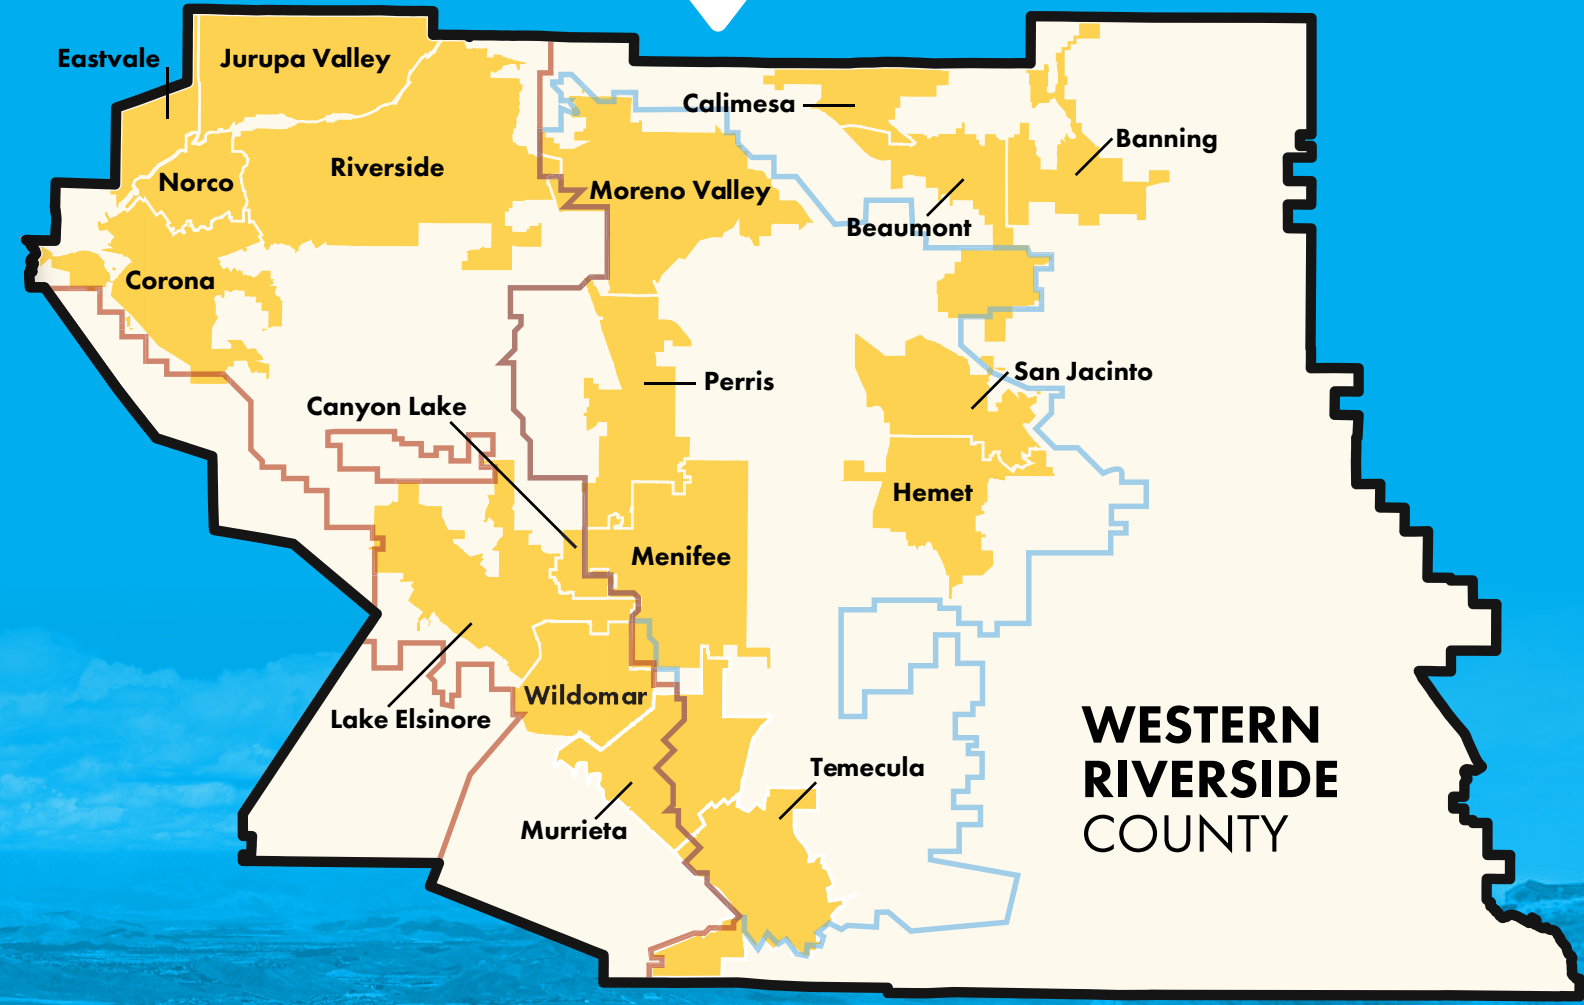 Eastvale
Jurupa Valley
Calimesa
Banning
Riverside
Norco
Moreno Valley
Beaumont
Corona
San Jacinto
Perris
Canyon Lake
Hemet
Menifee
Wildomar
Lake Elsinore
Temecula
Murrieta
WESTERN
RIVERSIDE
COUNTY